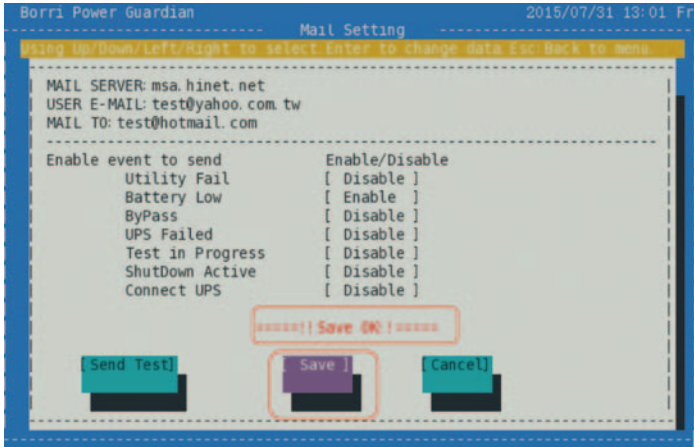 Borri Power Guardian 2015/07/31 13:01 Fr
Mail Setting
Using Up/Down/Left/Right to select Enter to change data Esc:Back to menu.
MAIL SERVER: msa.hinet.net
USER E-MAIL: test@yahoo.com.tw
MAIL TO: test@hotmail.com
Enable event to send Enable/Disable
Utility Fail [ Disable ]
Battery Low [ Enable ]
ByPass [ Disable ]
UPS Failed [ Disable ]
Test in Progress [ Disable ]
ShutDown Active [ Disable ]
Connect UPS [ Disable ]
=====!! Save OK !=====
[Send Test] [ Save ] [Cancel]